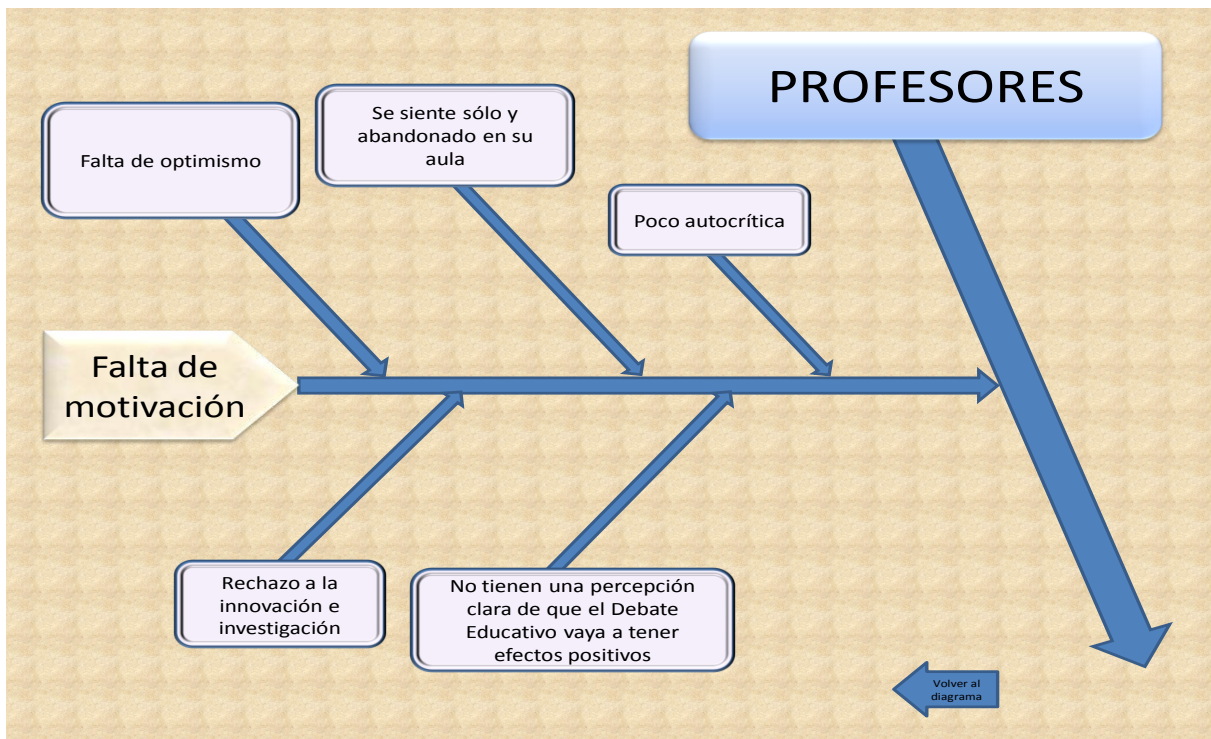 PROFESORES
Se siente sólo y
abandonado en su
aula
Falta de optimismo
Poco autocrítica
Falta de
motivación
Rechazo a la
innovación e
investigación
No tienen una percepción
clara de que el Debate
Educativo vaya a tener
efectos positivos
Volver al
diagrama